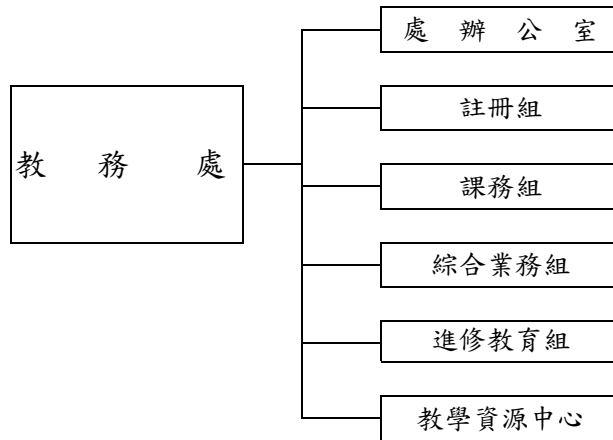 教務處
處辦公室
註冊組
課務組
綜合業務組
進修教育組
教學資源中心